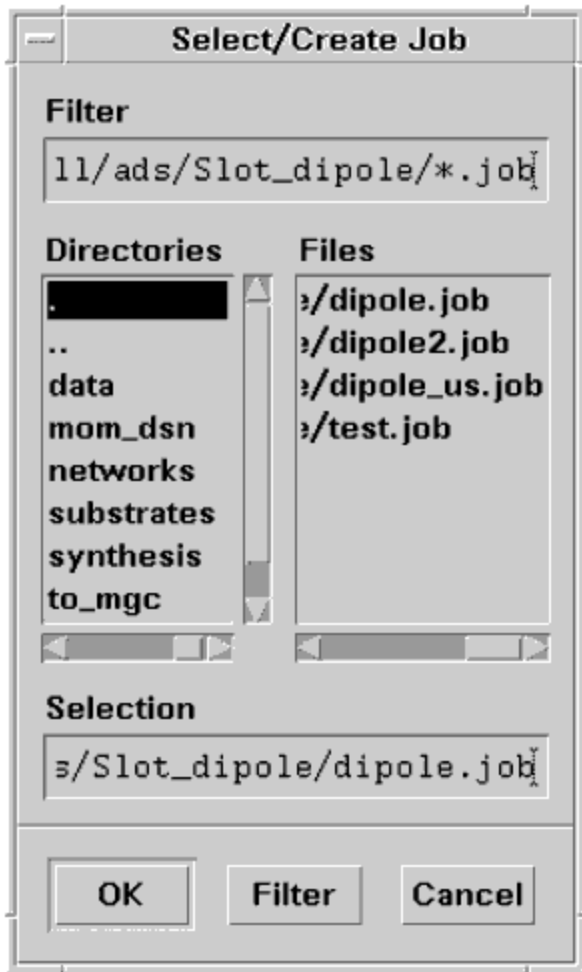 Select/Create Job
Filter
ll/ads/Slot_dipole/*.job
Directories
.
..
data
mom_dsn
networks
substrates
synthesis
to_mgc
Files
e/dipole.job
e/dipole2.job
e/dipole_us.job
e/test.job
Selection
s/Slot_dipole/dipole.job
OK
Filter
Cancel